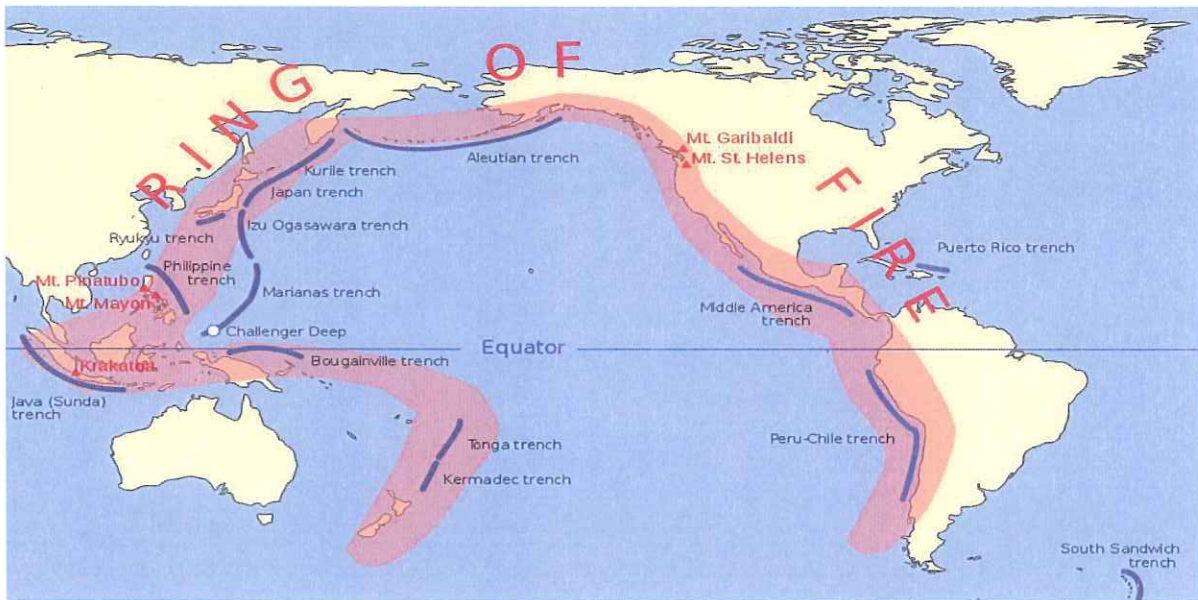 RING OF FIRE
Mt. Garibaldi
Mt. St. Helens
Aleutian trench
Kurile trench
Japan trench
Izu Ogasawara trench
Ryukyu trench
Puerto Rico trench
Philippine
trench
Mt. Pinatubo
Mt. Mayon
Marianas trench
Middle America
trench
Challenger Deep
Equator
Bougainville trench
Krakatoa
Java (Sunda)
trench
Tonga trench
Peru-Chile trench
Kermadec trench
South Sandwich
trench